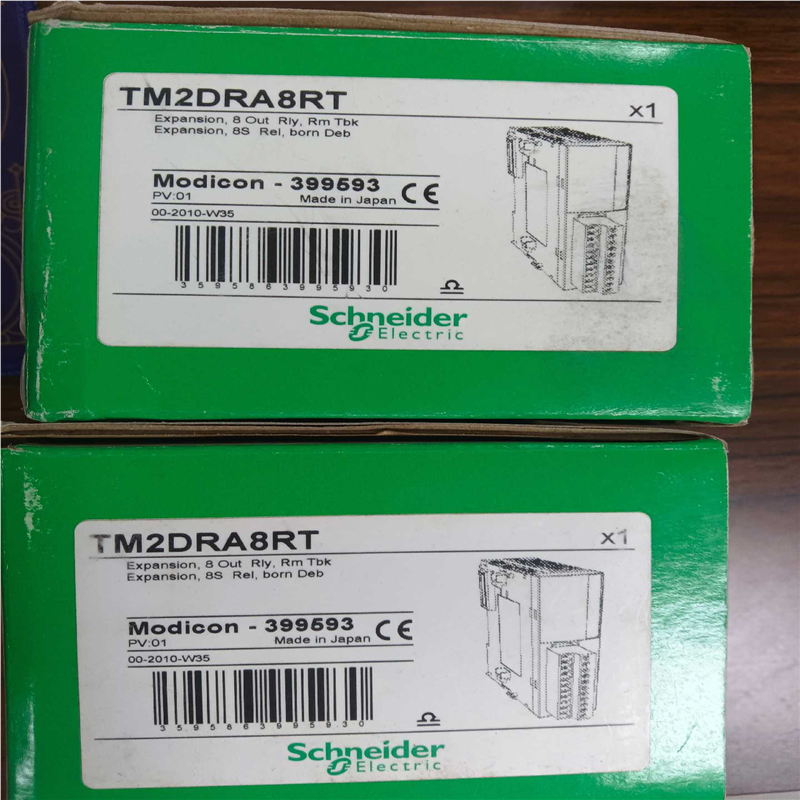 TM2DRA8RT
x1
Expansion, 8 Out Rly, Rm Tbk
Expansion, 8S Rel, born Deb
Modicon - 399593
PV:01 Made in Japan CE
00-2010-W35
3595863995930
Schneider
Electric
TM2DRA8RT
x1
Expansion, 8 Out Rly, Rm Tbk
Expansion, 8S Rel, born Deb
Modicon - 399593
PV:01 Made in Japan CE
00-2010-W35
3595863995930
Schneider
Electric